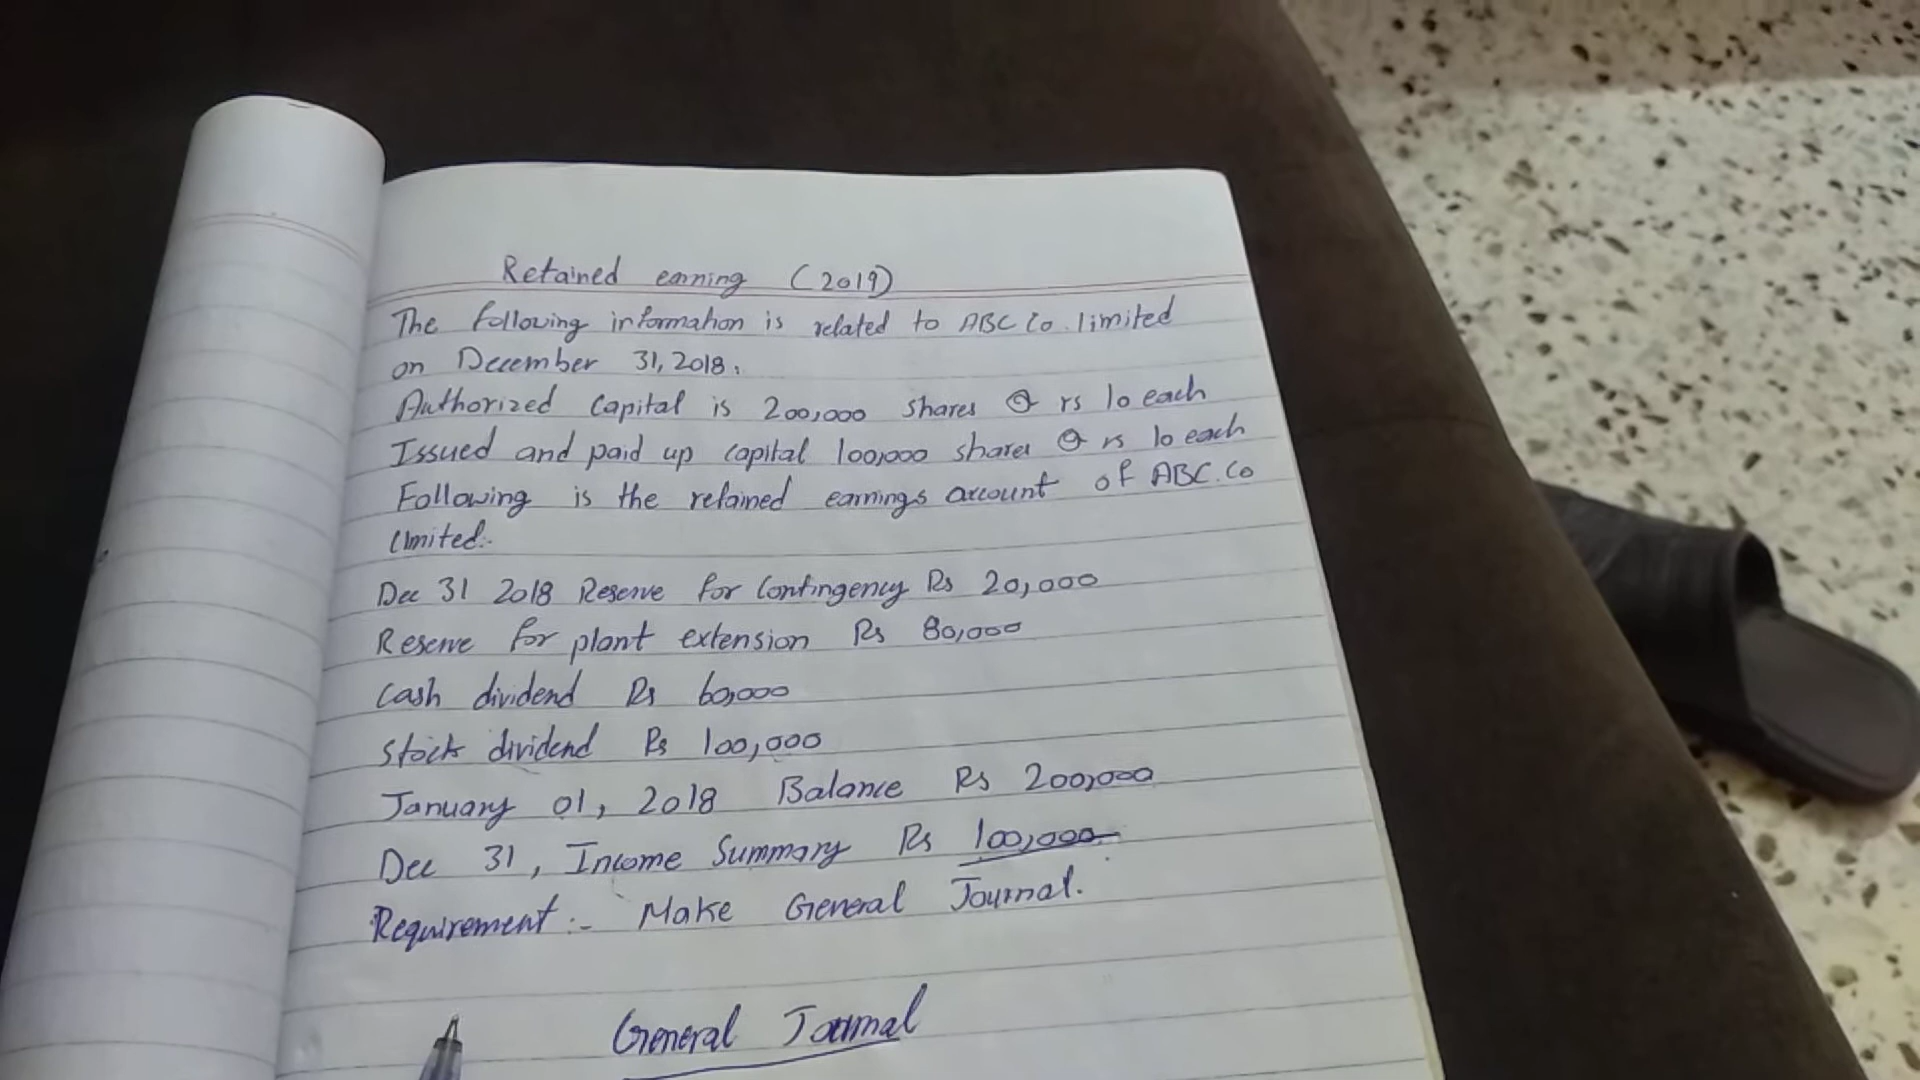 Retained earning (2019)
The following information is related to ABC Co. limited
on December 31, 2018.
Authorized Capital is 200,000 shares @ rs 10 each
Issued and paid up capital 100,000 shares @ rs 10 each
Following is the retained earnings account of ABC. Co
limited:-
Dec 31 2018 Reserve for Contingency Rs 20,000
Reserve for plant extension Rs 80,000
Cash dividend Rs 60,000
Stock dividend Rs 100,000
January 01, 2018 Balance Rs 200,000
Dec 31, Income Summary Rs 100,000
Requirement:- Make General Journal.
General Journal